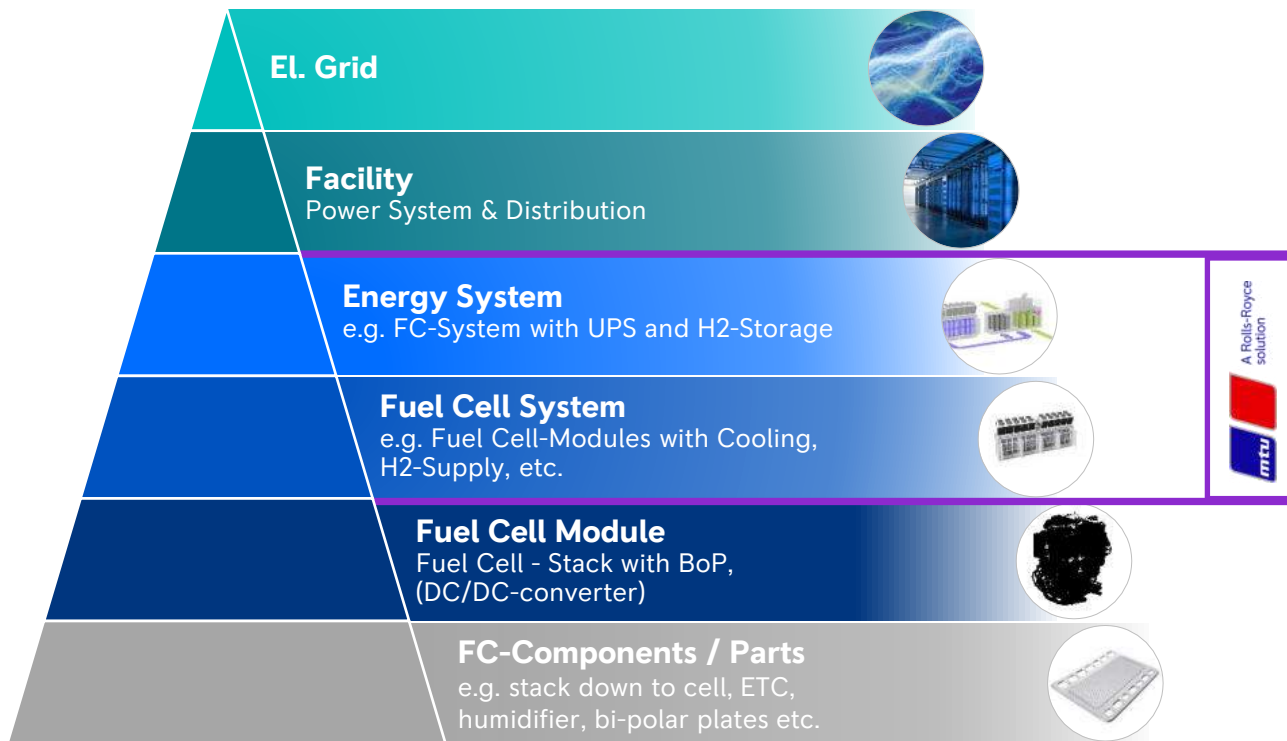 El. Grid
Facility
Power System & Distribution
Energy System
e.g. FC-System with UPS and H2-Storage
Fuel Cell System
e.g. Fuel Cell-Modules with Cooling,
H2-Supply, etc.
Fuel Cell Module
Fuel Cell - Stack with BoP,
(DC/DC-converter)
FC-Components / Parts
e.g. stack down to cell, ETC,
humidifier, bi-polar plates etc.
mtu
A Rolls-Royce
solution